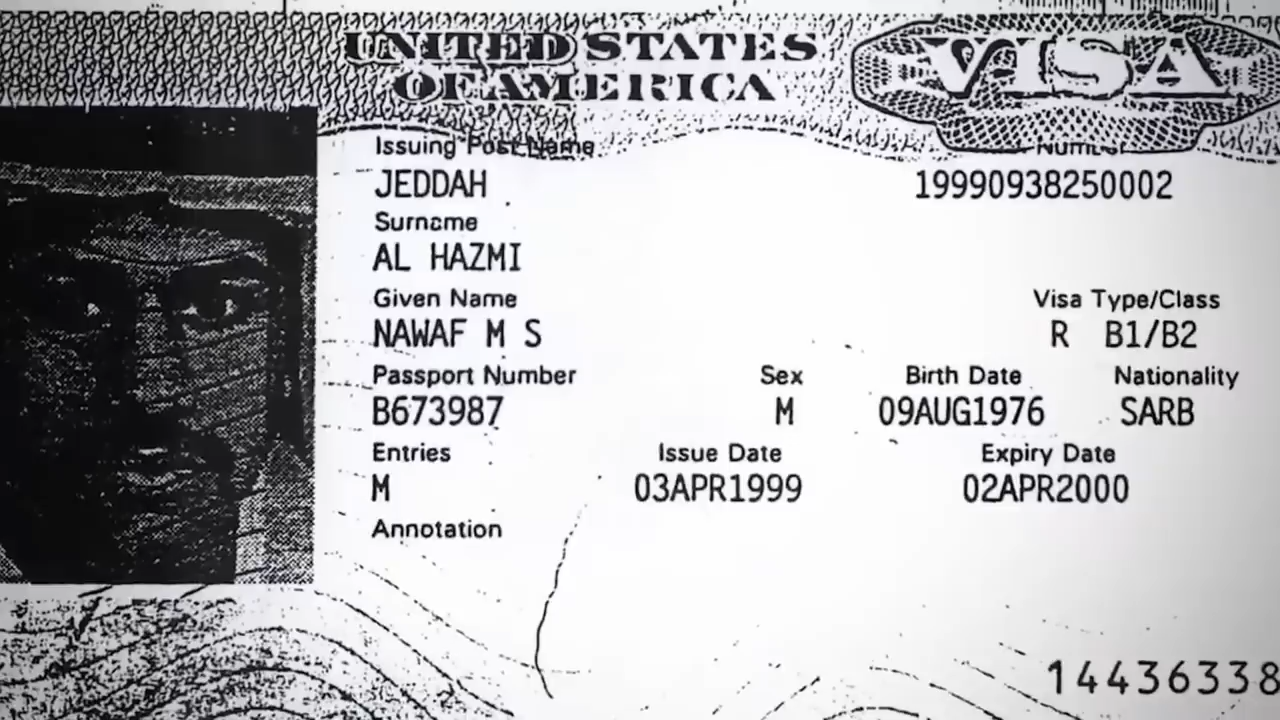 UNITED STATES
OF AMERICA
VISA
Issuing Post Name
JEDDAH
19990938250002
Surname
AL HAZMI
Given Name
Visa Type/Class
NAWAF M S
R B1/B2
Passport Number
Sex
Birth Date
Nationality
B673987
M
09AUG1976
SARB
Entries
Issue Date
Expiry Date
M
03APR1999
02APR2000
Annotation
14436338